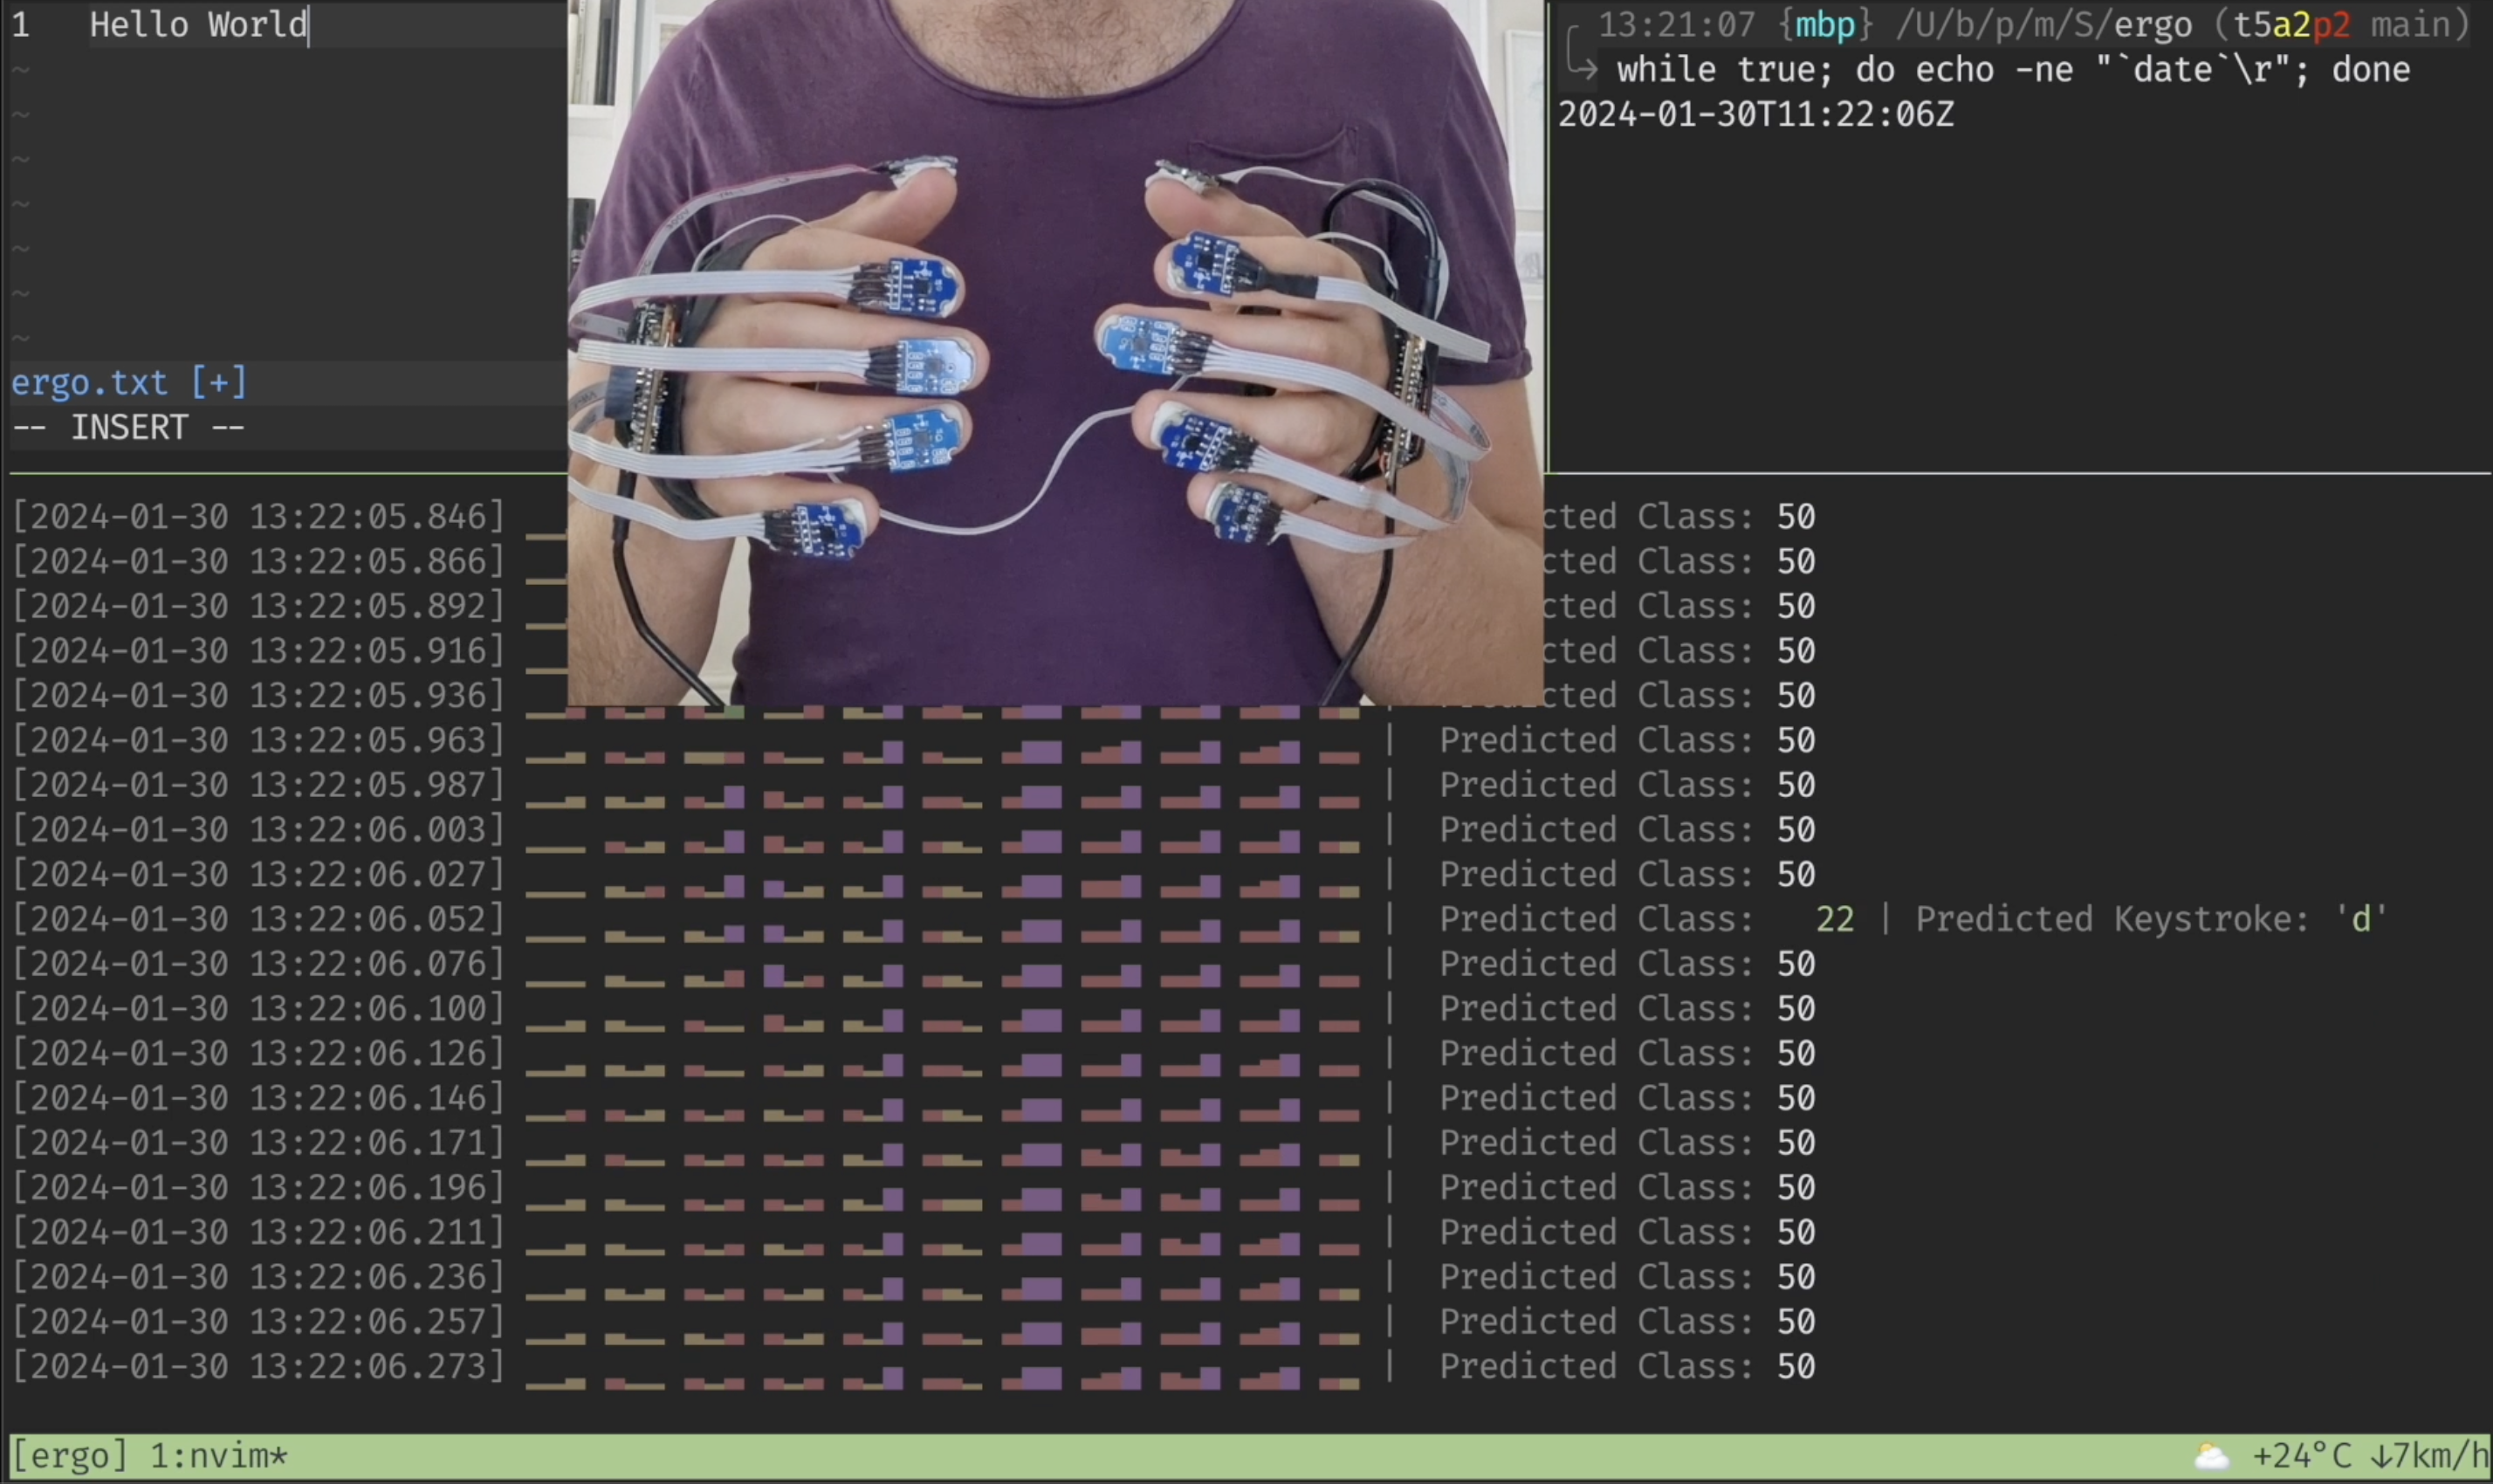 1 Hello World
~
~
~
~
~
~
~
ergo.txt [+]
-- INSERT --
13:21:07 {mbp} /U/b/p/m/S/ergo (t5a2p2 main)
while true; do echo -ne "`date`\r"; done
2024-01-30T11:22:06Z
[2024-01-30 13:22:05.846] cted Class: 50
[2024-01-30 13:22:05.866] cted Class: 50
[2024-01-30 13:22:05.892] cted Class: 50
[2024-01-30 13:22:05.916] cted Class: 50
[2024-01-30 13:22:05.936] cted Class: 50
[2024-01-30 13:22:05.963] | Predicted Class: 50
[2024-01-30 13:22:05.987] | Predicted Class: 50
[2024-01-30 13:22:06.003] | Predicted Class: 50
[2024-01-30 13:22:06.027] | Predicted Class: 50
[2024-01-30 13:22:06.052] | Predicted Class: 22 | Predicted Keystroke: 'd'
[2024-01-30 13:22:06.076] | Predicted Class: 50
[2024-01-30 13:22:06.100] | Predicted Class: 50
[2024-01-30 13:22:06.126] | Predicted Class: 50
[2024-01-30 13:22:06.146] | Predicted Class: 50
[2024-01-30 13:22:06.171] | Predicted Class: 50
[2024-01-30 13:22:06.196] | Predicted Class: 50
[2024-01-30 13:22:06.211] | Predicted Class: 50
[2024-01-30 13:22:06.236] | Predicted Class: 50
[2024-01-30 13:22:06.257] | Predicted Class: 50
[2024-01-30 13:22:06.273] | Predicted Class: 50
[ergo] 1:nvim* +24°C ↓7km/h